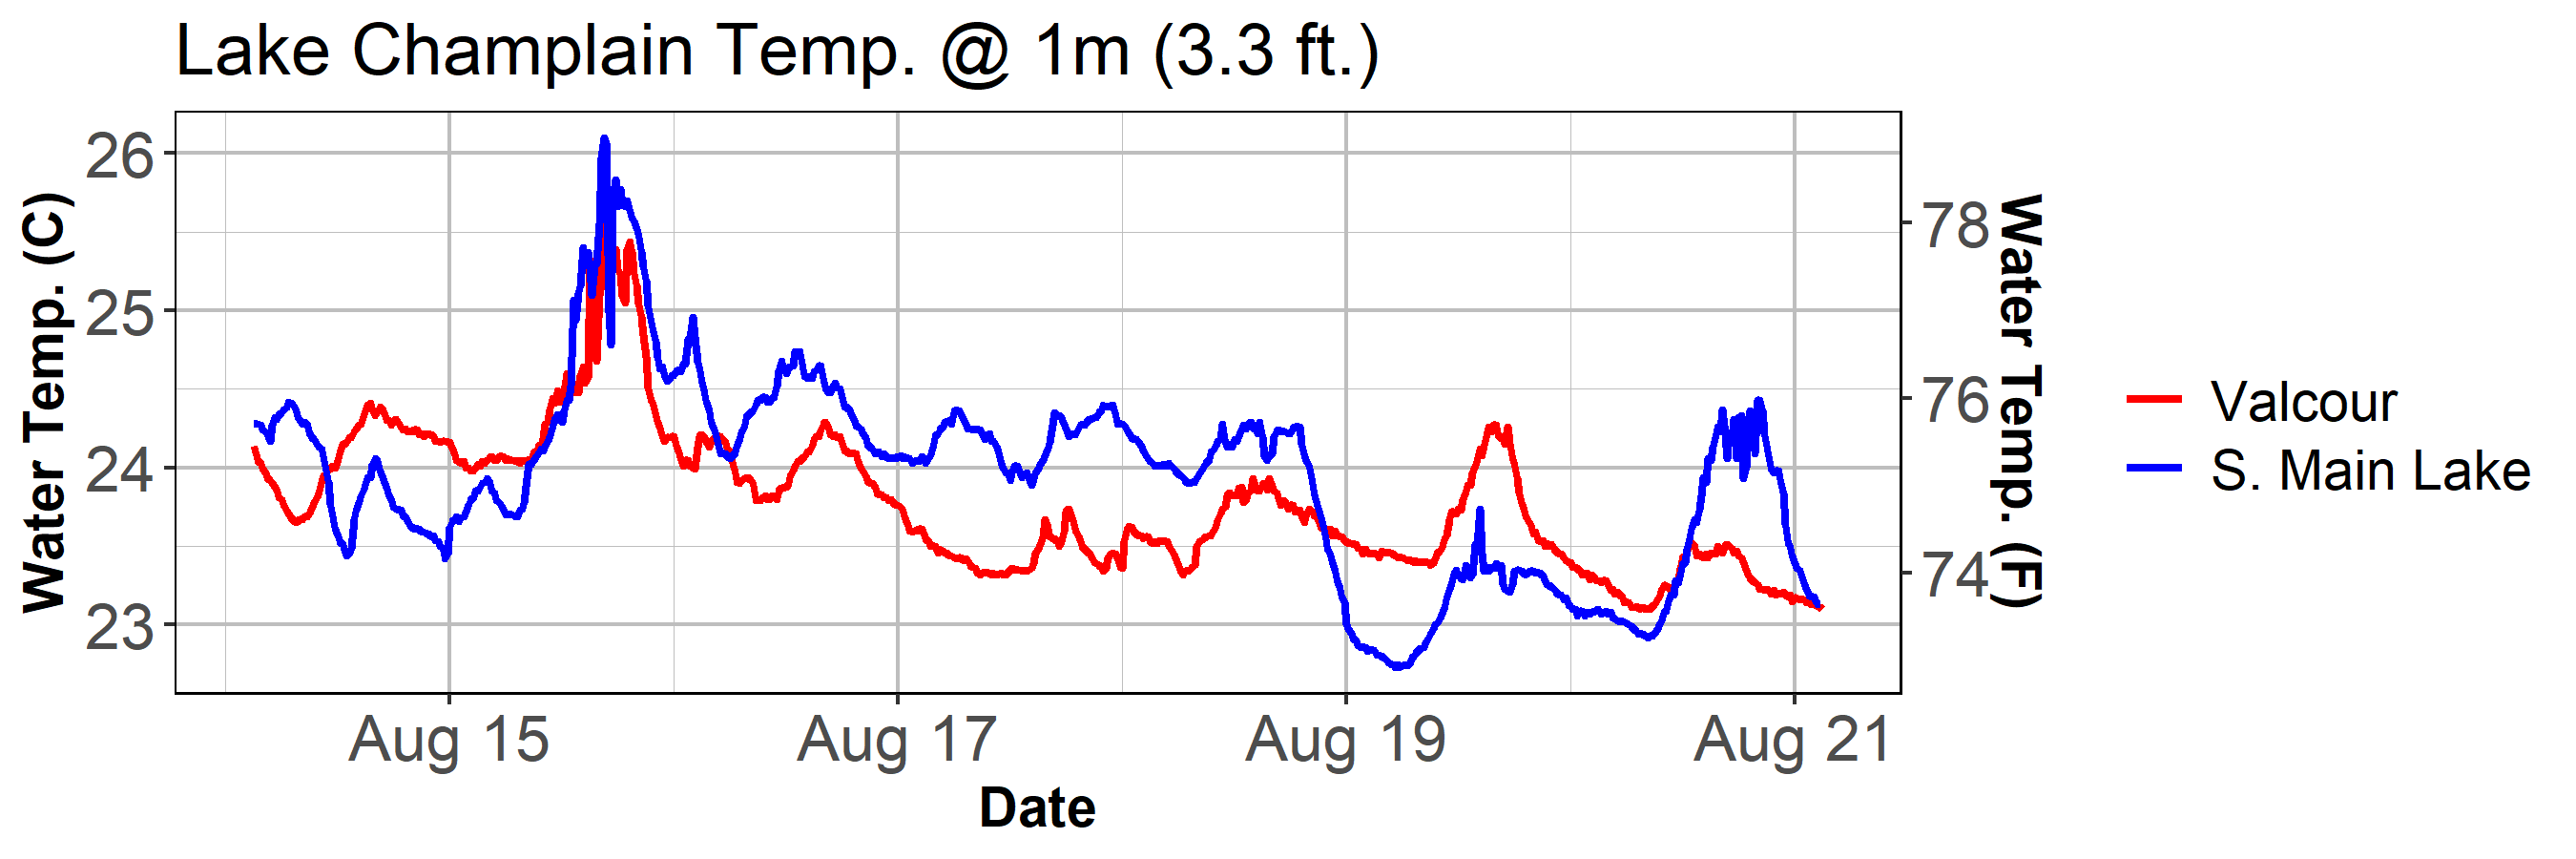 Lake Champlain Temp. @ 1m (3.3 ft.)
Water Temp. (C)
26
25
24
23
78
76
74
Water Temp. (F)
Aug 15
Aug 17
Aug 19
Aug 21
Date
Valcour
S. Main Lake